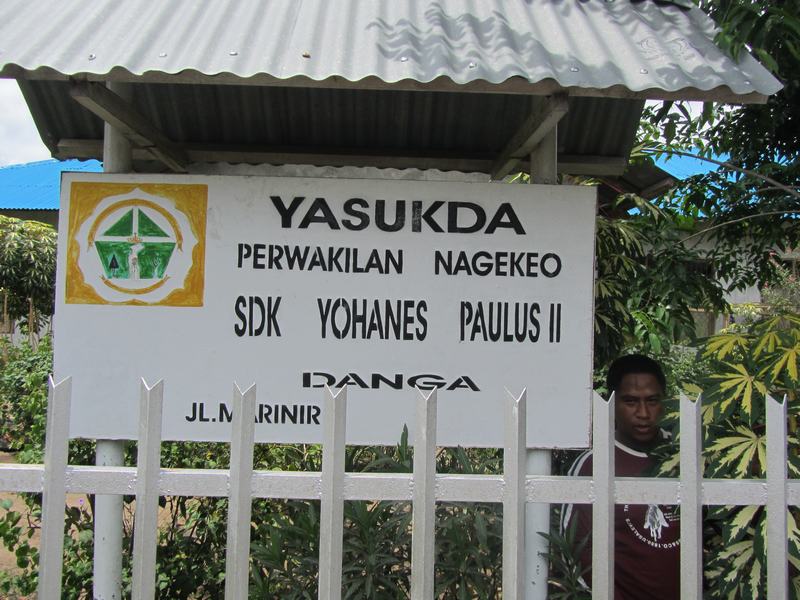 YASUKDA
PERWAKILAN NAGEKEO
SDK YOHANES PAULUS II
DANGA
JL.MARINIR